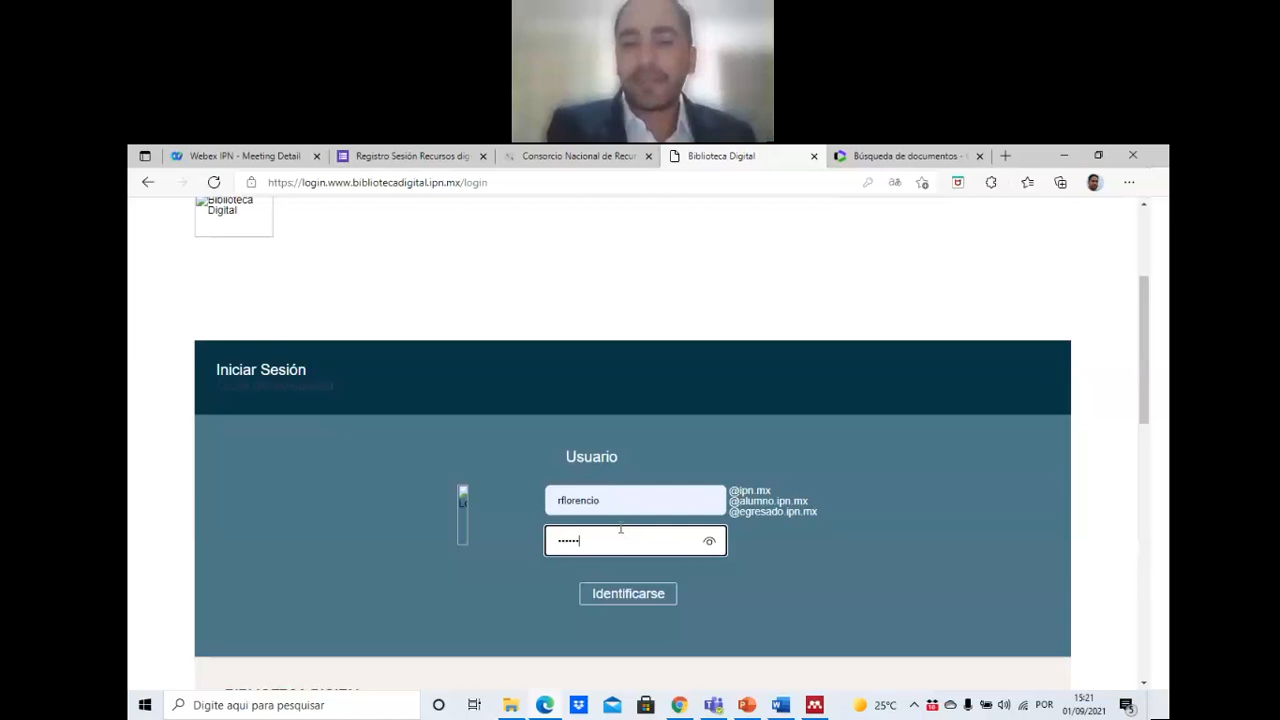 Webex IPN - Meeting Detail
Registro Sesión Recursos dig
Consorcio Nacional de Recur
Biblioteca Digital
Búsqueda de documentos -
https://login.www.bibliotecadigital.ipn.mx/login
Biblioteca
Digital
Iniciar Sesión
Usuario
rflorencio
@ipn.mx
@alumno.ipn.mx
@egresado.ipn.mx
••••••
Identificarse
Digite aqui para pesquisar
25°C
POR
15:21
01/09/2021